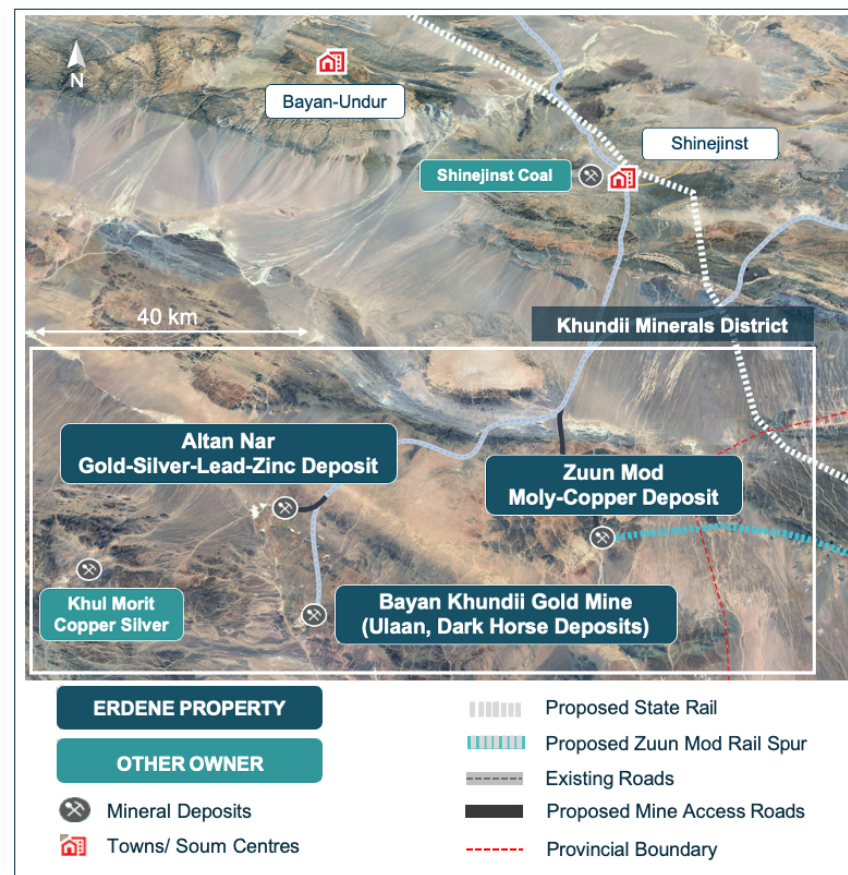 N
Bayan-Undur
Shinejinst
Shinejinst Coal
40 km
Khundii Minerals District
Altan Nar
Gold-Silver-Lead-Zinc Deposit
Zuun Mod
Moly-Copper Deposit
Khul Morit
Copper Silver
Bayan Khundii Gold Mine
(Ulaan, Dark Horse Deposits)
ERDENE PROPERTY
OTHER OWNER
Mineral Deposits
Towns/ Soum Centres
Proposed State Rail
Proposed Zuun Mod Rail Spur
Existing Roads
Proposed Mine Access Roads
Provincial Boundary